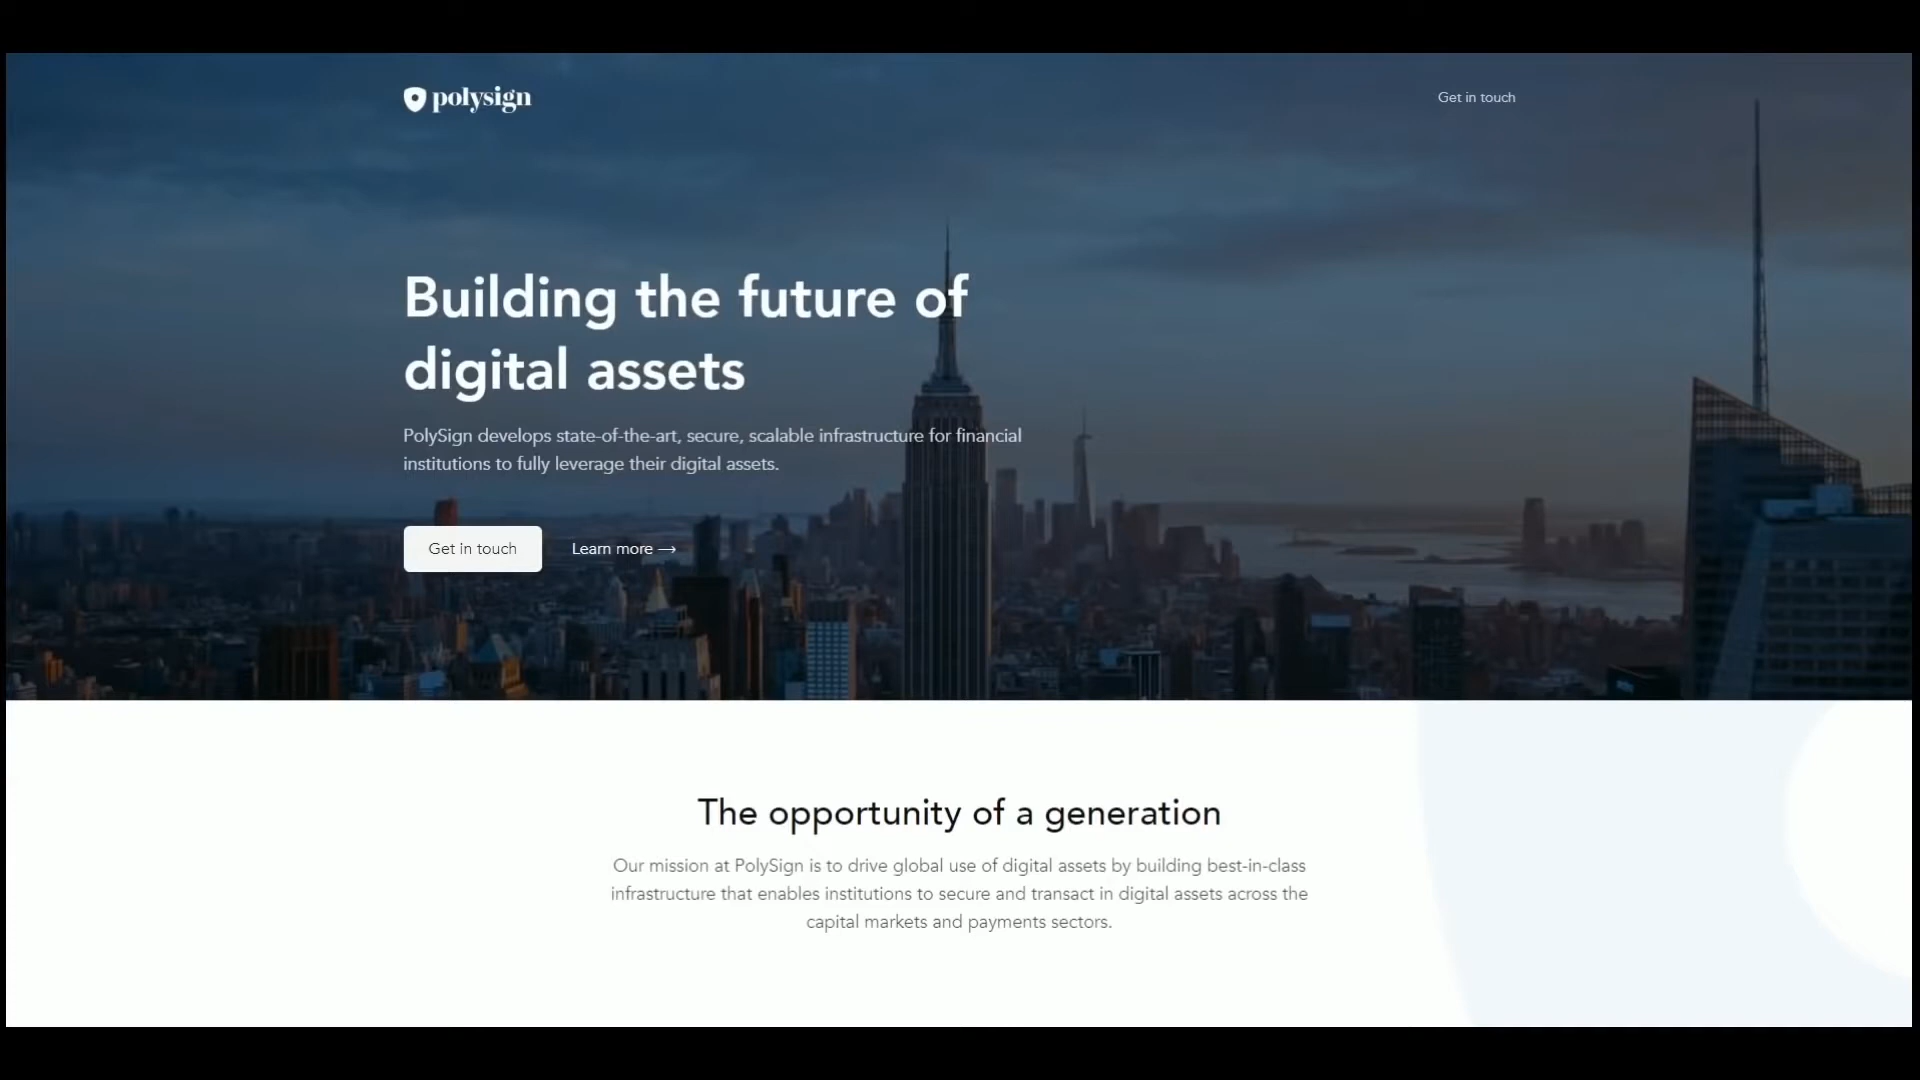 polysign
Get in touch
Building the future of
digital assets
PolySign develops state-of-the-art, secure, scalable infrastructure for financial
institutions to fully leverage their digital assets.
Get in touch
Learn more →
The opportunity of a generation
Our mission at PolySign is to drive global use of digital assets by building best-in-class
infrastructure that enables institutions to secure and transact in digital assets across the
capital markets and payments sectors.